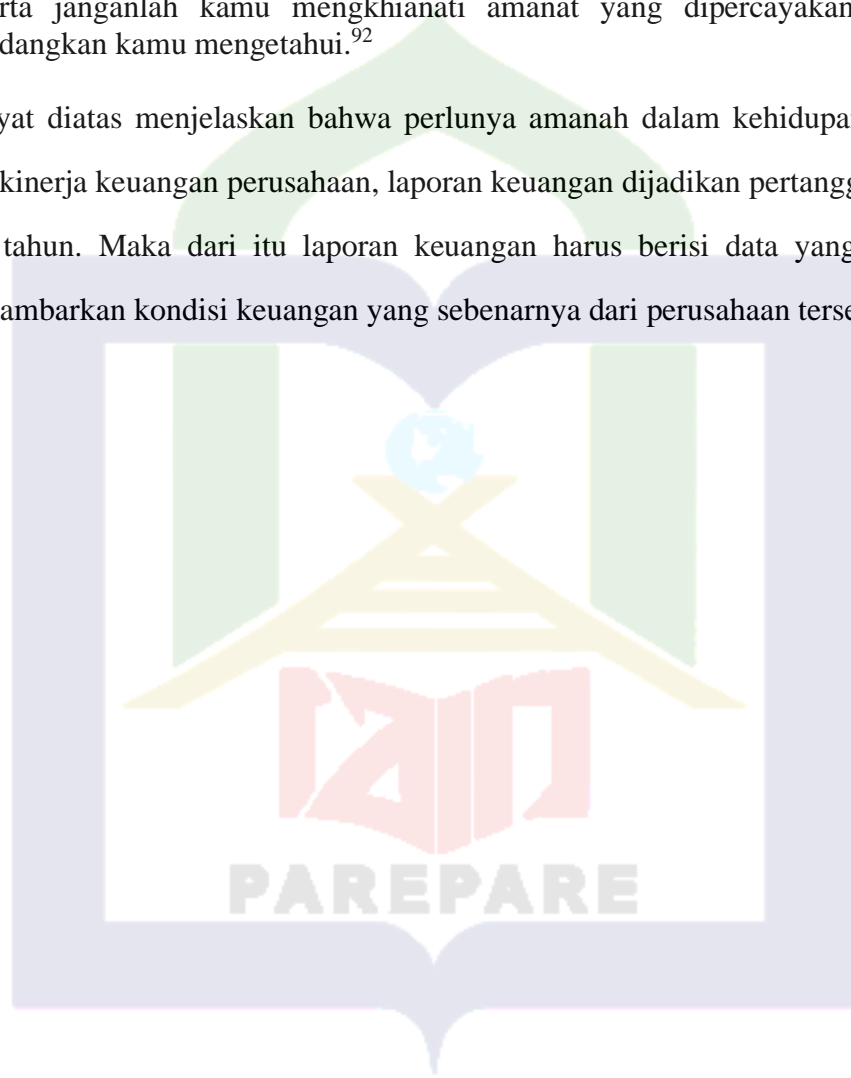 rta janganlah kamu mengkhianati amanat yang dipercayakan
dangkan kamu mengetahui.⁹²
yat diatas menjelaskan bahwa perlunya amanah dalam kehidupa
kinerja keuangan perusahaan, laporan keuangan dijadikan pertangg
tahun. Maka dari itu laporan keuangan harus berisi data yang
ambarkan kondisi keuangan yang sebenarnya dari perusahaan terse
iain
PAREPARE